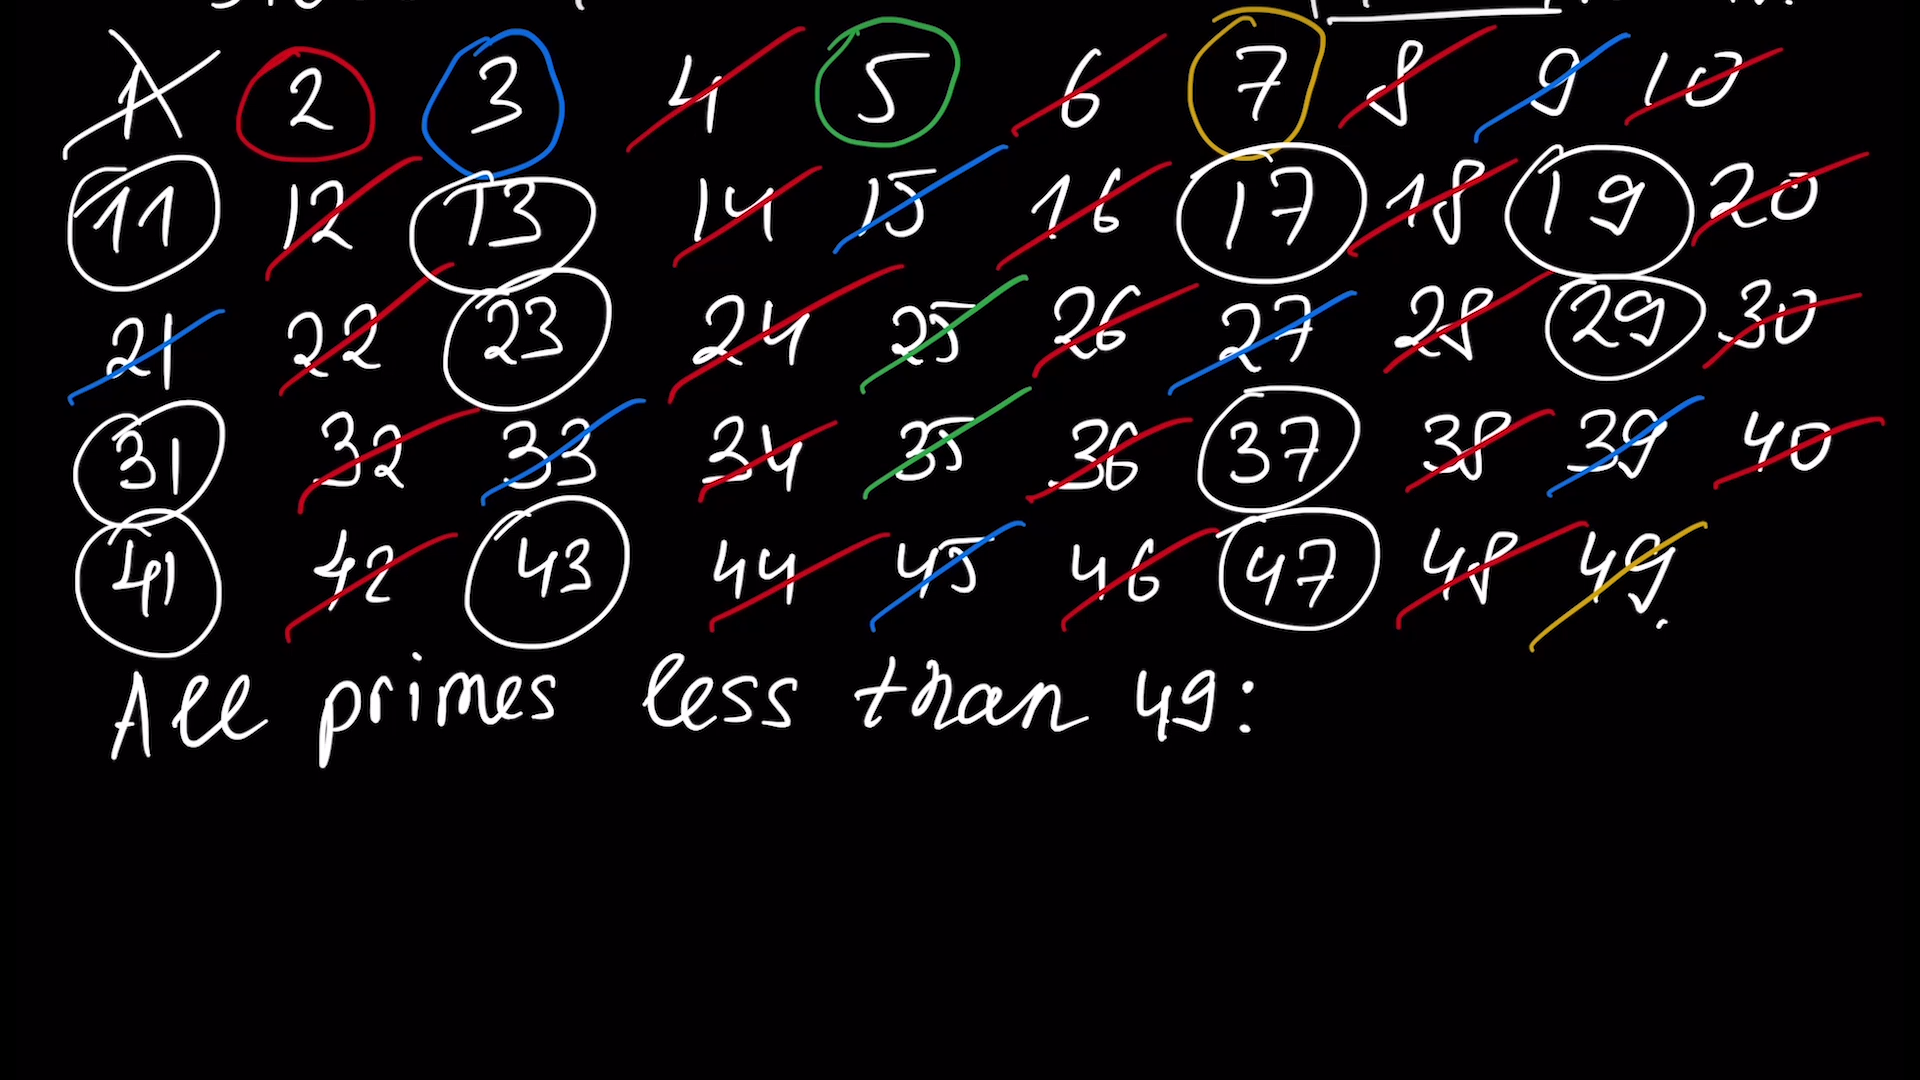 1 2 3 4 5 6 7 8 9 10
11 12 13 14 15 16 17 18 19 20
21 22 23 24 25 26 27 28 29 30
31 32 33 34 35 36 37 38 39 40
41 42 43 44 45 46 47 48 49.
All primes less than 49: